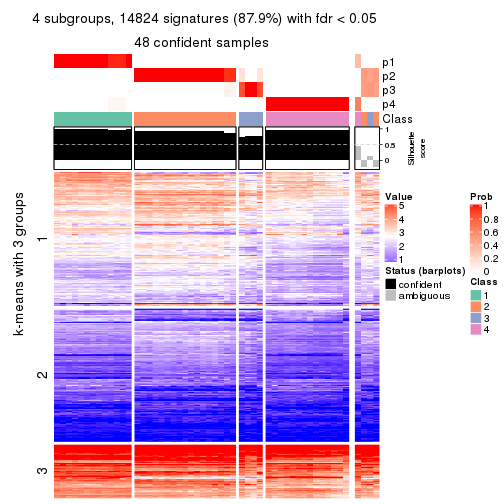 4 subgroups, 14824 signatures (87.9%) with fdr < 0.05
48 confident samples
p1
p2
p3
p4
Class
1
0.5
0
Silhouette
score
k-means with 3 groups
1
2
3
Value
5
4
3
2
1
Status (barplots)
confident
ambiguous
Prob
1
0.8
0.6
0.4
0.2
0
Class
1
2
3
4